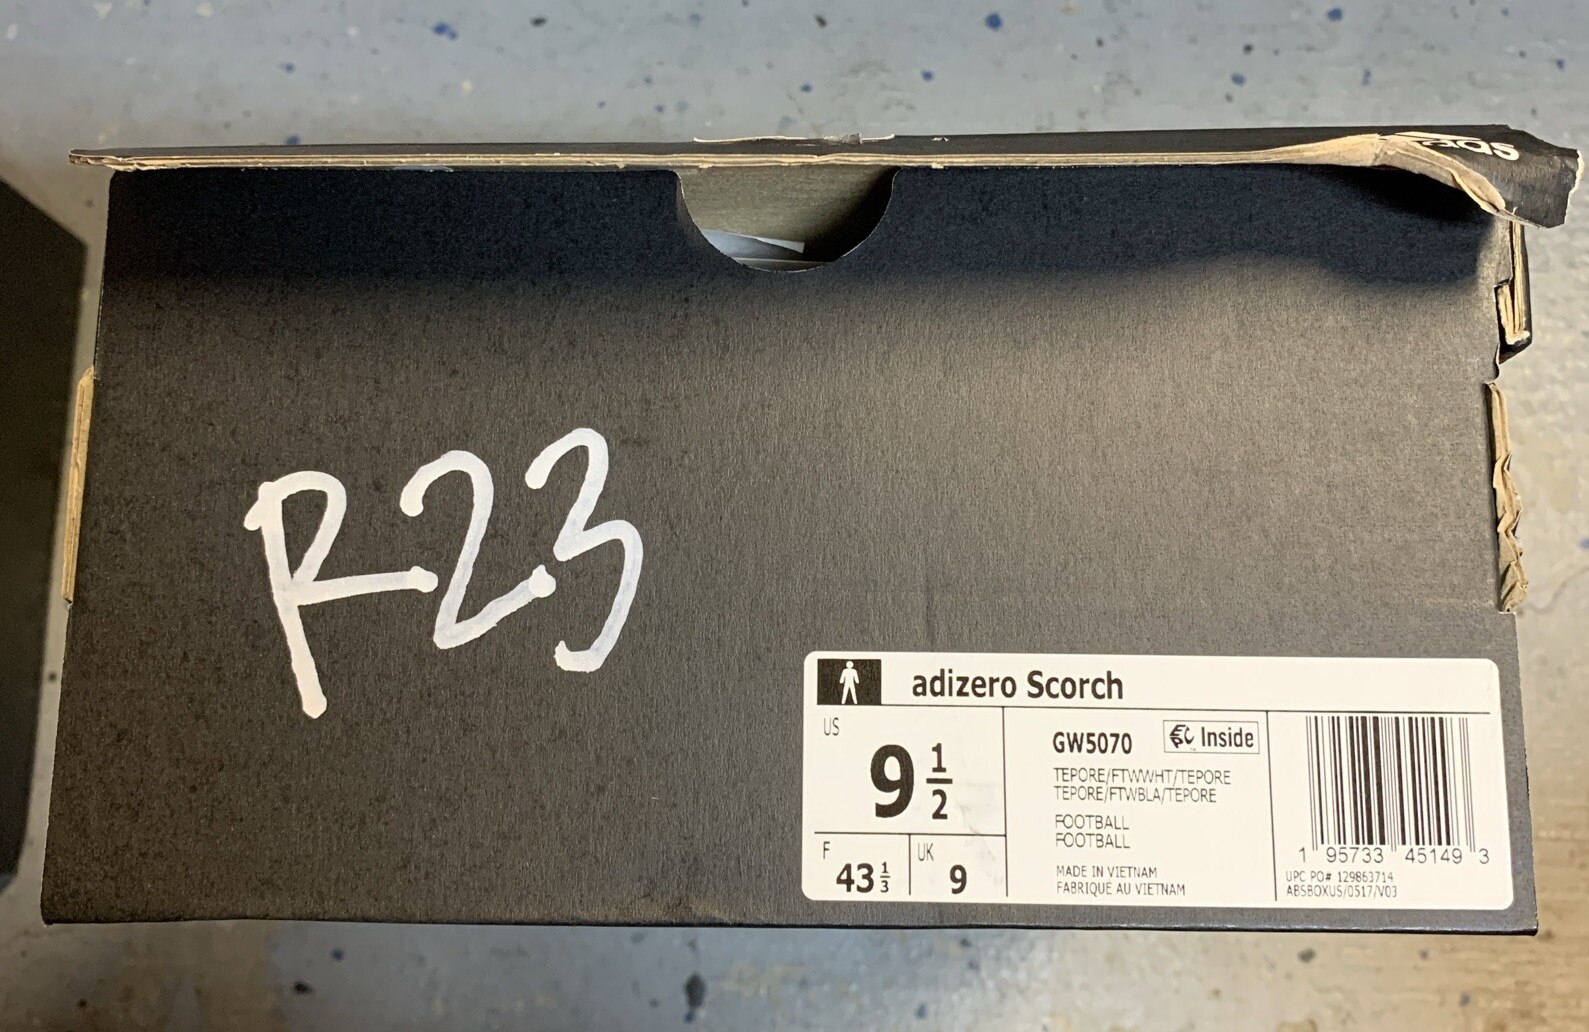 R23
adizero Scorch
US
9 1/2
F
43 1/3
UK
9
GW5070
Inside
TEPORE/FTWWHT/TEPORE
TEPORE/FTWBLA/TEPORE
FOOTBALL
FOOTBALL
MADE IN VIETNAM
FABRIQUÉ AU VIETNAM
1 95733 45149 3
UPC PO# 129863714
ABSBOXUS/0517/V03